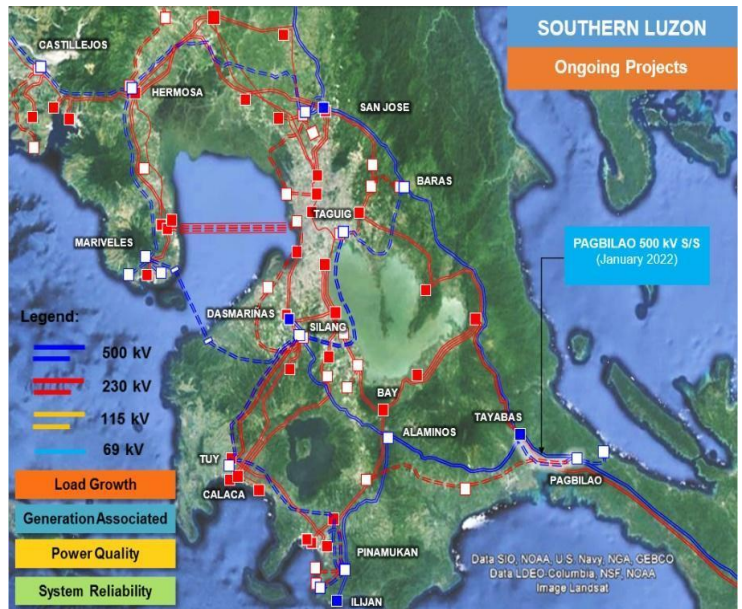 SOUTHERN LUZON
Ongoing Projects
CASTILLEJOS
HERMOSA
SAN JOSE
BARAS
TAGUIG
MARIVELES
PAGBILAO 500 kV S/S
(January 2022)
Legend:
500 kV
230 kV
115 kV
69 kV
DASMARIÑAS
SILANG
BAY
TAYABAS
ALAMINOS
TUY
CALACA
PAGBILAO
PINAMUKAN
ILIJAN
Load Growth
Generation Associated
Power Quality
System Reliability
Data SIO, NOAA, U.S. Navy, NGA, GEBCO
Data LDEO-Columbia, NSF, NOAA
Image Landsat